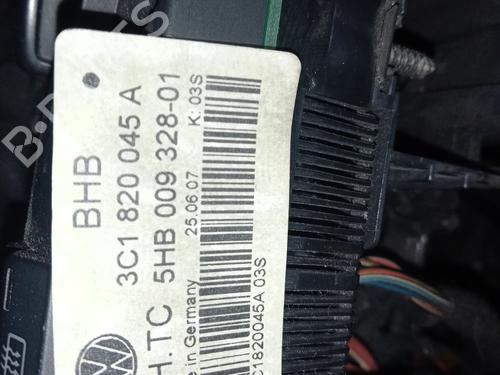 BHB
3C1 820 045 A
H.TC 5HB 009 328-01
25.06.07 K: 03S
in Germany
C1820045A 03S